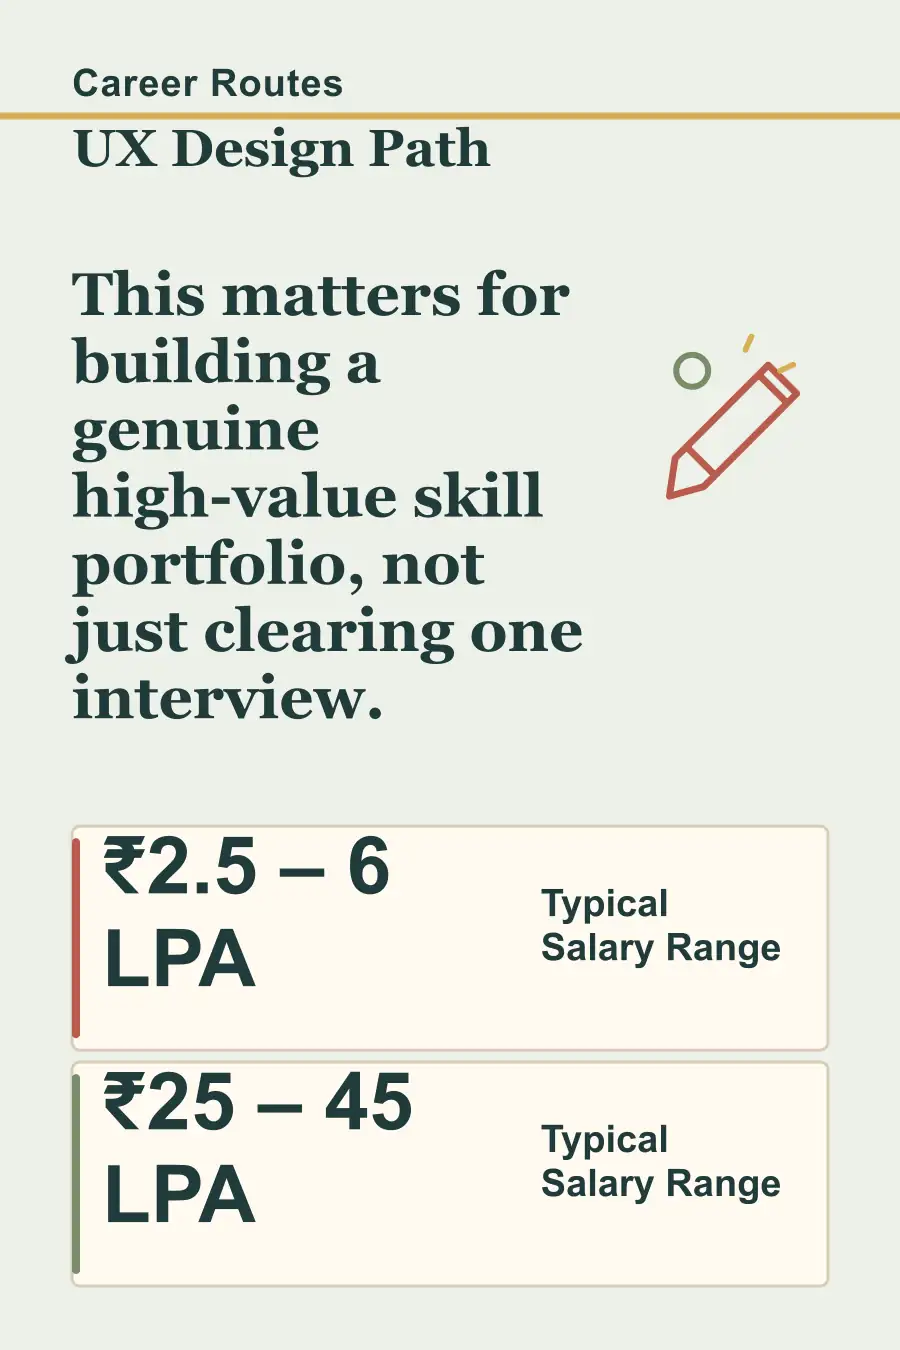 Career Routes
UX Design Path
This matters for
building a
genuine
high-value skill
portfolio, not
just clearing one
interview.
₹2.5 – 6
LPA
Typical
Salary Range
₹25 – 45
LPA
Typical
Salary Range